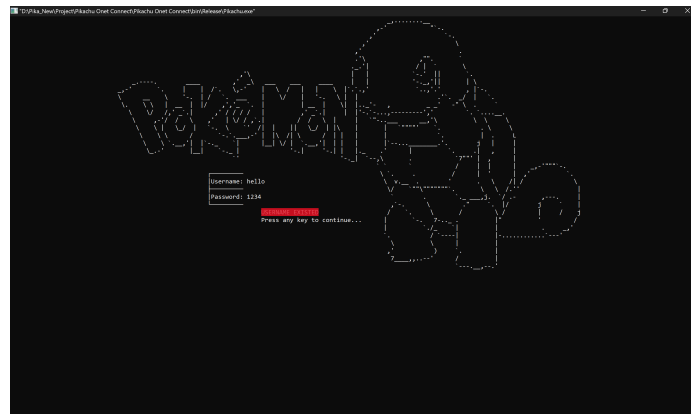 "D:\Pika_New\Project\Pikachu Onet Connect\Pikachu Onet Connect\bin\Release\Pikachu.exe"
Username: hello
Password: 1234
USERNAME EXISTED
Press any key to continue...